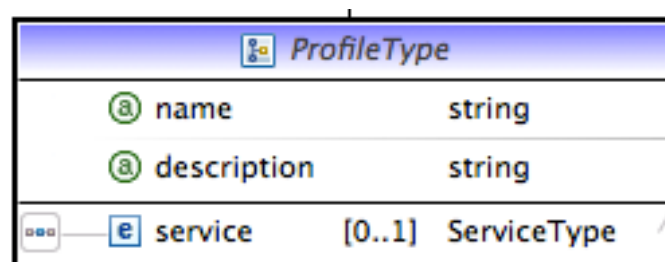 ProfileType
a name string
a description string
e service [0..1] ServiceType